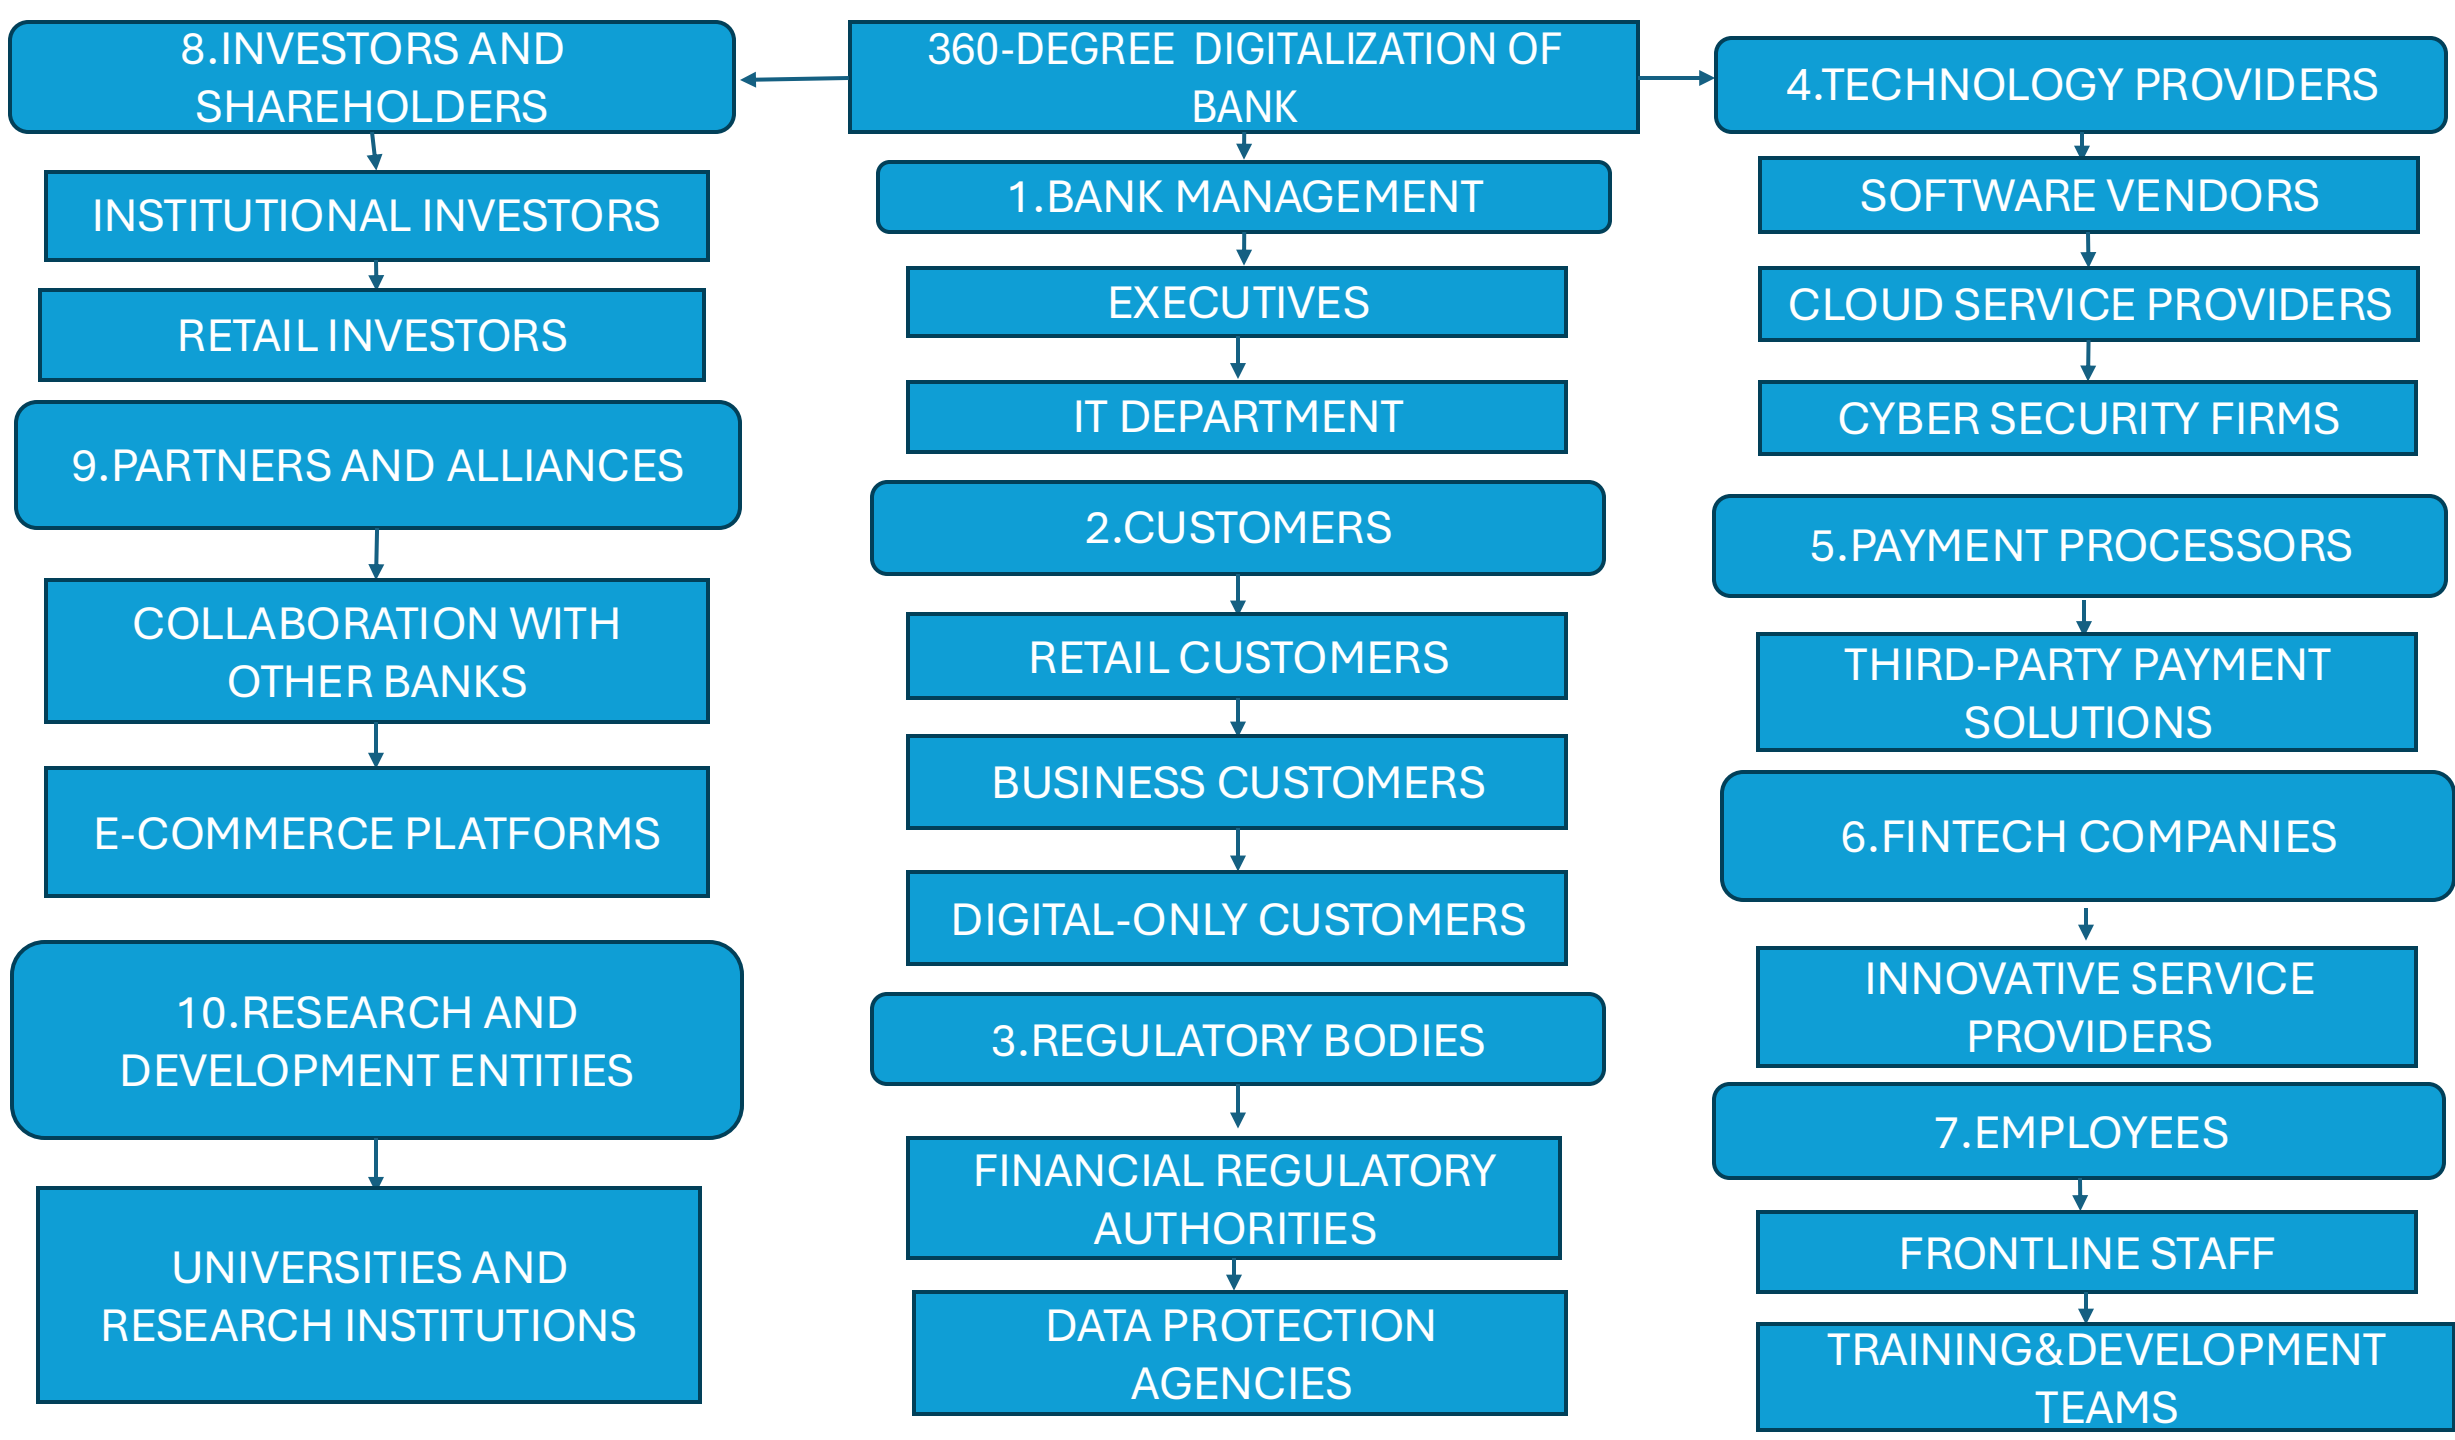 360-DEGREE  DIGITALIZATION OF
BANK
1.BANK MANAGEMENT
EXECUTIVES
IT DEPARTMENT
2.CUSTOMERS
RETAIL CUSTOMERS
BUSINESS CUSTOMERS
DIGITAL-ONLY CUSTOMERS
3.REGULATORY BODIES
FINANCIAL REGULATORY
AUTHORITIES
DATA PROTECTION
AGENCIES
4.TECHNOLOGY PROVIDERS
SOFTWARE VENDORS
CLOUD SERVICE PROVIDERS
CYBER SECURITY FIRMS
5.PAYMENT PROCESSORS
THIRD-PARTY PAYMENT
SOLUTIONS
6.FINTECH COMPANIES
INNOVATIVE SERVICE
PROVIDERS
7.EMPLOYEES
FRONTLINE STAFF
TRAINING&DEVELOPMENT
TEAMS
8.INVESTORS AND
SHAREHOLDERS
INSTITUTIONAL INVESTORS
RETAIL INVESTORS
9.PARTNERS AND ALLIANCES
COLLABORATION WITH
OTHER BANKS
E-COMMERCE PLATFORMS
10.RESEARCH AND
DEVELOPMENT ENTITIES
UNIVERSITIES AND
RESEARCH INSTITUTIONS